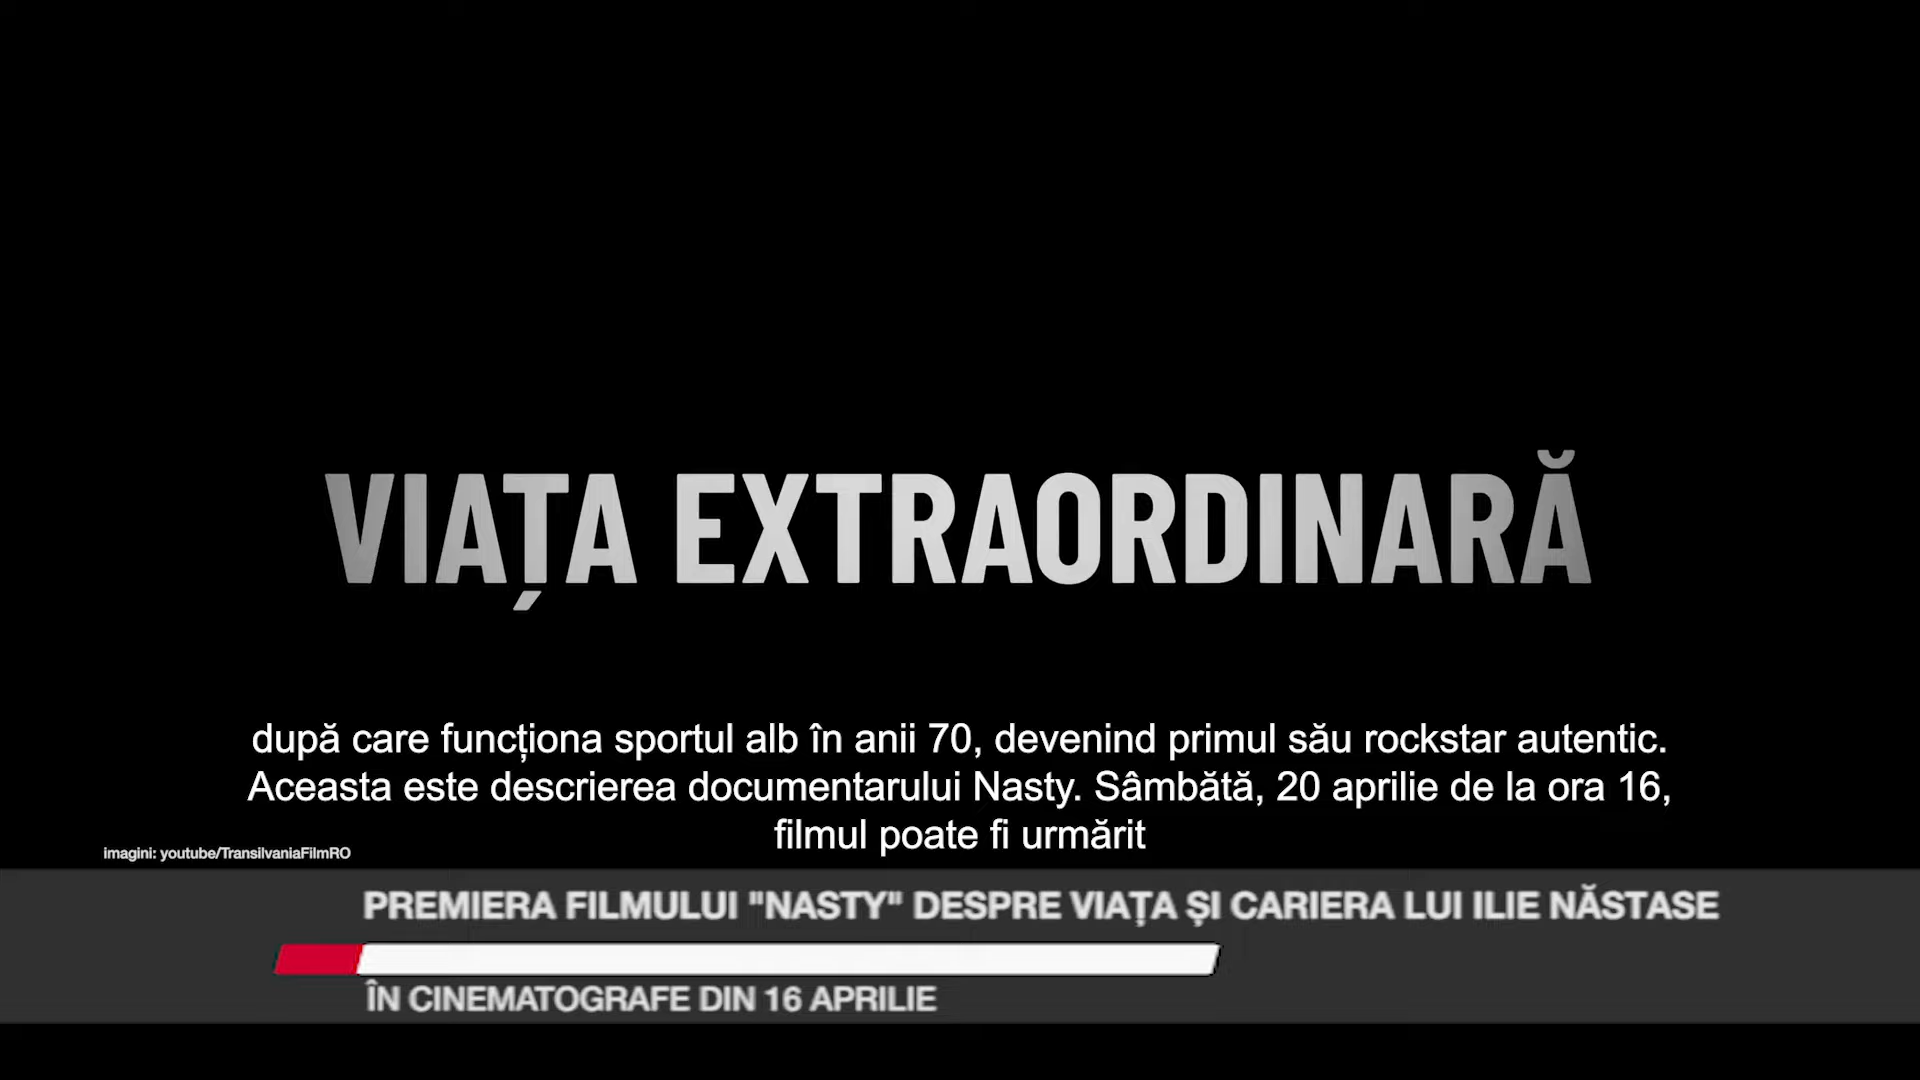 VIAȚA EXTRAORDINARĂ
după care funcționa sportul alb în anii 70, devenind primul său rockstar autentic.
Aceasta este descrierea documentarului Nasty. Sâmbătă, 20 aprilie de la ora 16,
filmul poate fi urmărit
imagini: youtube/TransilvaniaFilmRO
PREMIERA FILMULUI "NASTY" DESPRE VIAȚA ȘI CARIERA LUI ILIE NĂSTASE
ÎN CINEMATOGRAFE DIN 16 APRILIE